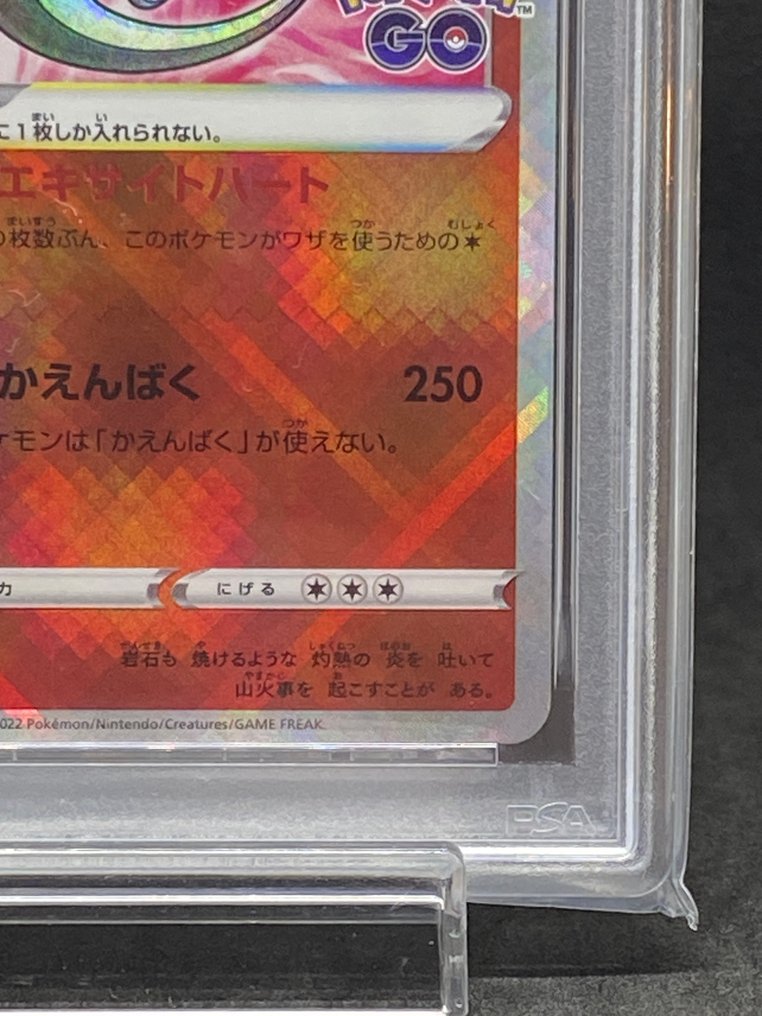 GO
TM
に1枚しか入れられない。
エキサイトハート
の枚数ぶん、このポケモンがワザを使うための
かえんばく 250
ケモンは「かえんばく」が使えない。
力
にげる
岩石も 焼けるような 灼熱の 炎を 吐いて
山火事を 起こすことが ある。
022 Pokémon/Nintendo/Creatures/GAME FREAK.
PSA